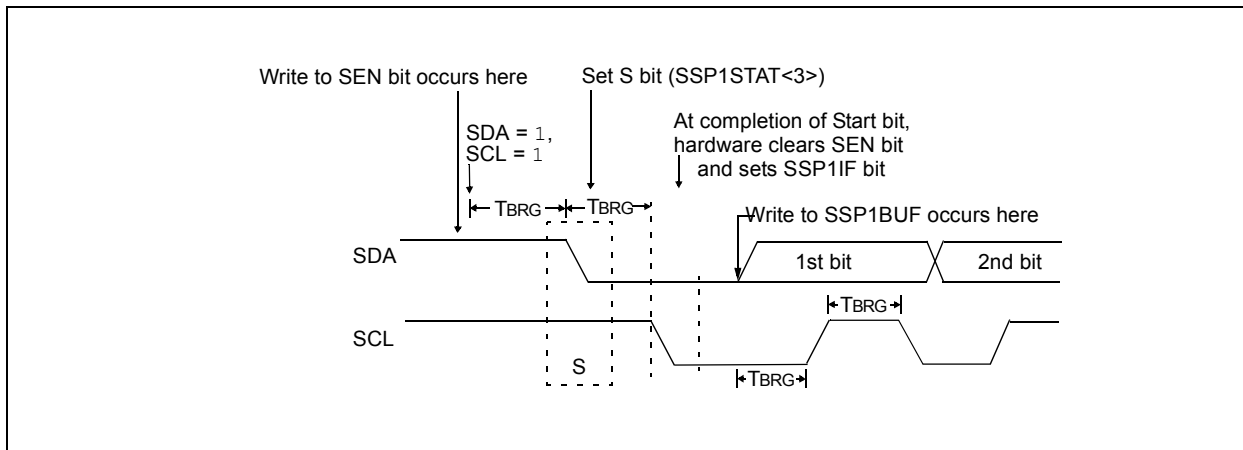 Write to SEN bit occurs here
Set S bit (SSP1STAT<3>)
SDA = 1,
SCL = 1
At completion of Start bit,
hardware clears SEN bit
and sets SSP1IF bit
TBRG
TBRG
Write to SSP1BUF occurs here
SDA
1st bit
2nd bit
TBRG
SCL
S
TBRG